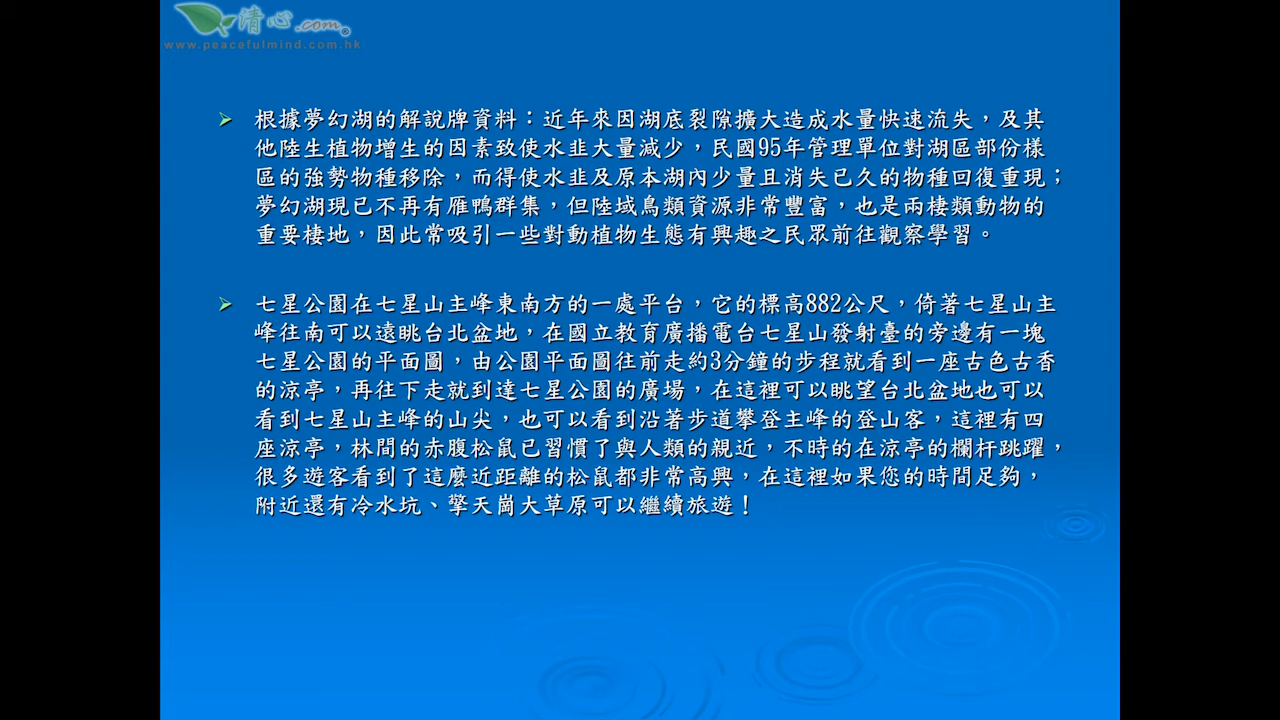 清心.com®
www.peacefulmind.com.hk
根據夢幻湖的解說牌資料：近年來因湖底裂隙擴大造成水量快速流失，及其
他陸生植物增生的因素致使水韭大量減少，民國95年管理單位對湖區部份樣
區的強勢物種移除，而得使水韭及原本湖內少量且消失已久的物種回復重現；
夢幻湖現已不再有雁鴨群集，但陸域鳥類資源非常豐富，也是兩棲類動物的
重要棲地，因此常吸引一些對動植物生態有興趣之民眾前往觀察學習。
七星公園在七星山主峰東南方的一處平台，它的標高882公尺，倚著七星山主
峰往南可以遠眺台北盆地，在國立教育廣播電台七星山發射臺的旁邊有一塊
七星公園的平面圖，由公園平面圖往前走約3分鐘的步程就看到一座古色古香
的涼亭，再往下走就到達七星公園的廣場，在這裡可以眺望台北盆地也可以
看到七星山主峰的山尖，也可以看到沿著步道攀登主峰的登山客，這裡有四
座涼亭，林間的赤腹松鼠已習慣了與人類的親近，不時的在涼亭的欄杆跳躍，
很多遊客看到了這麼近距離的松鼠都非常高興，在這裡如果您的時間足夠，
附近還有冷水坑、擎天崗大草原可以繼續旅遊！